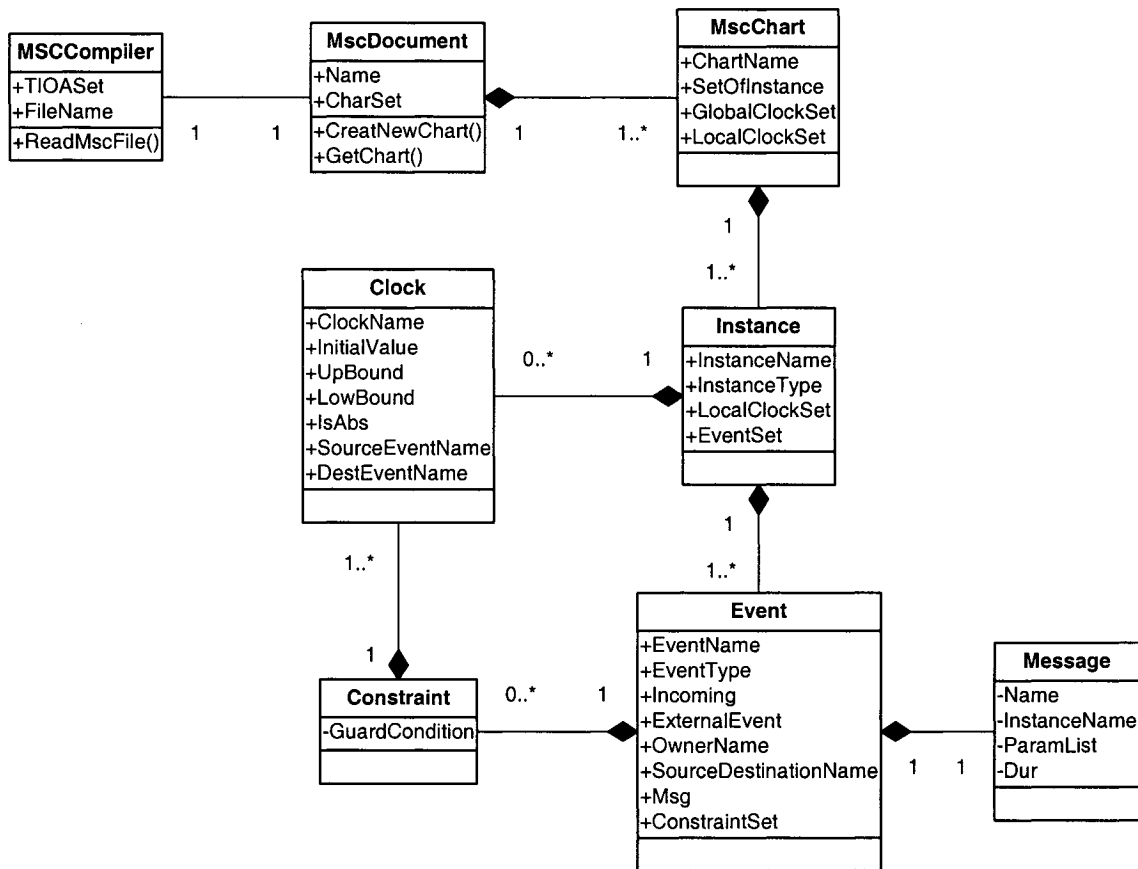 MSCCompiler
+TIOASet
+FileName
+ReadMscFile()
1
1
MscDocument
+Name
+CharSet
+CreatNewChart()
+GetChart()
1
1..*
MscChart
+ChartName
+SetOfInstance
+GlobalClockSet
+LocalClockSet
1
1..*
Clock
+ClockName
+InitialValue
+UpBound
+LowBound
+IsAbs
+SourceEventName
+DestEventName
0..*
1
Instance
+InstanceName
+InstanceType
+LocalClockSet
+EventSet
1
1..*
1..*
1
Constraint
-GuardCondition
0..*
1
Event
+EventName
+EventType
+Incoming
+ExternalEvent
+OwnerName
+SourceDestinationName
+Msg
+ConstraintSet
1
1
Message
-Name
-InstanceName
-ParamList
-Dur